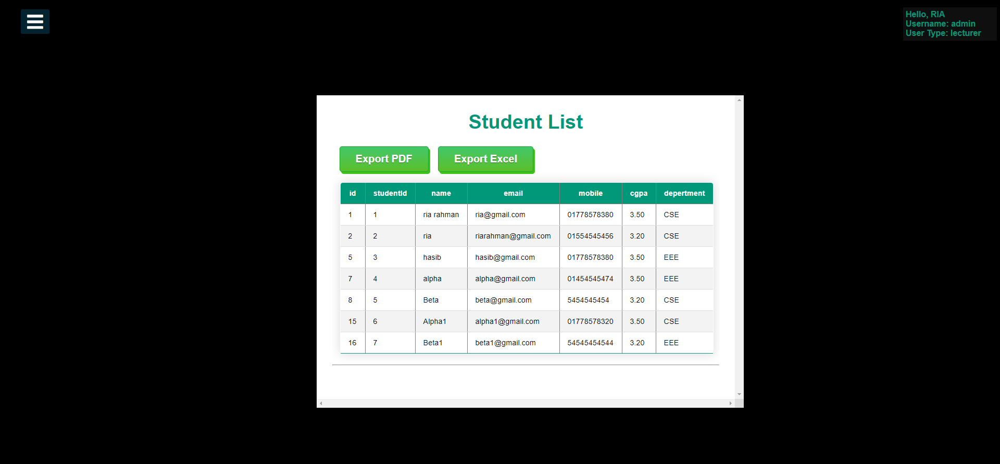 Hello, RIA
Username: admin
User Type: lecturer
Student List
Export PDF Export Excel
id studentId name email mobile cgpa depertment
1 1 ria rahman ria@gmail.com 01778578380 3.50 CSE
2 2 ria riarahman@gmail.com 01554545456 3.20 CSE
5 3 hasib hasib@gmail.com 01778578380 3.50 EEE
7 4 alpha alpha@gmail.com 01454545474 3.50 EEE
8 5 Beta beta@gmail.com 5454545454 3.20 CSE
15 6 Alpha1 alpha1@gmail.com 01778578320 3.50 CSE
16 7 Beta1 beta1@gmail.com 54545454544 3.20 EEE